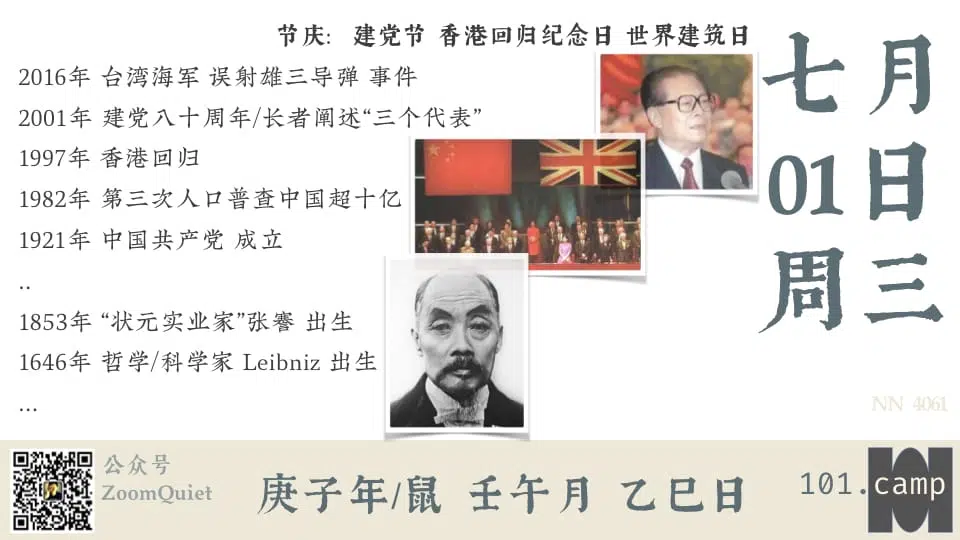 节庆: 建党节 香港回归纪念日 世界建筑日
2016年 台湾海军 误射雄三导弹 事件
2001年 建党八十周年/长者阐述“三个代表”
1997年 香港回归
1982年 第三次人口普查中国超十亿
1921年 中国共产党 成立
..
1853年 “状元实业家”张謇 出生
1646年 哲学/科学家 Leibniz 出生
...
七月
01日
周三
NN 4061
公众号
ZoomQuiet
庚子年/鼠 壬午月 乙巳日
101.camp